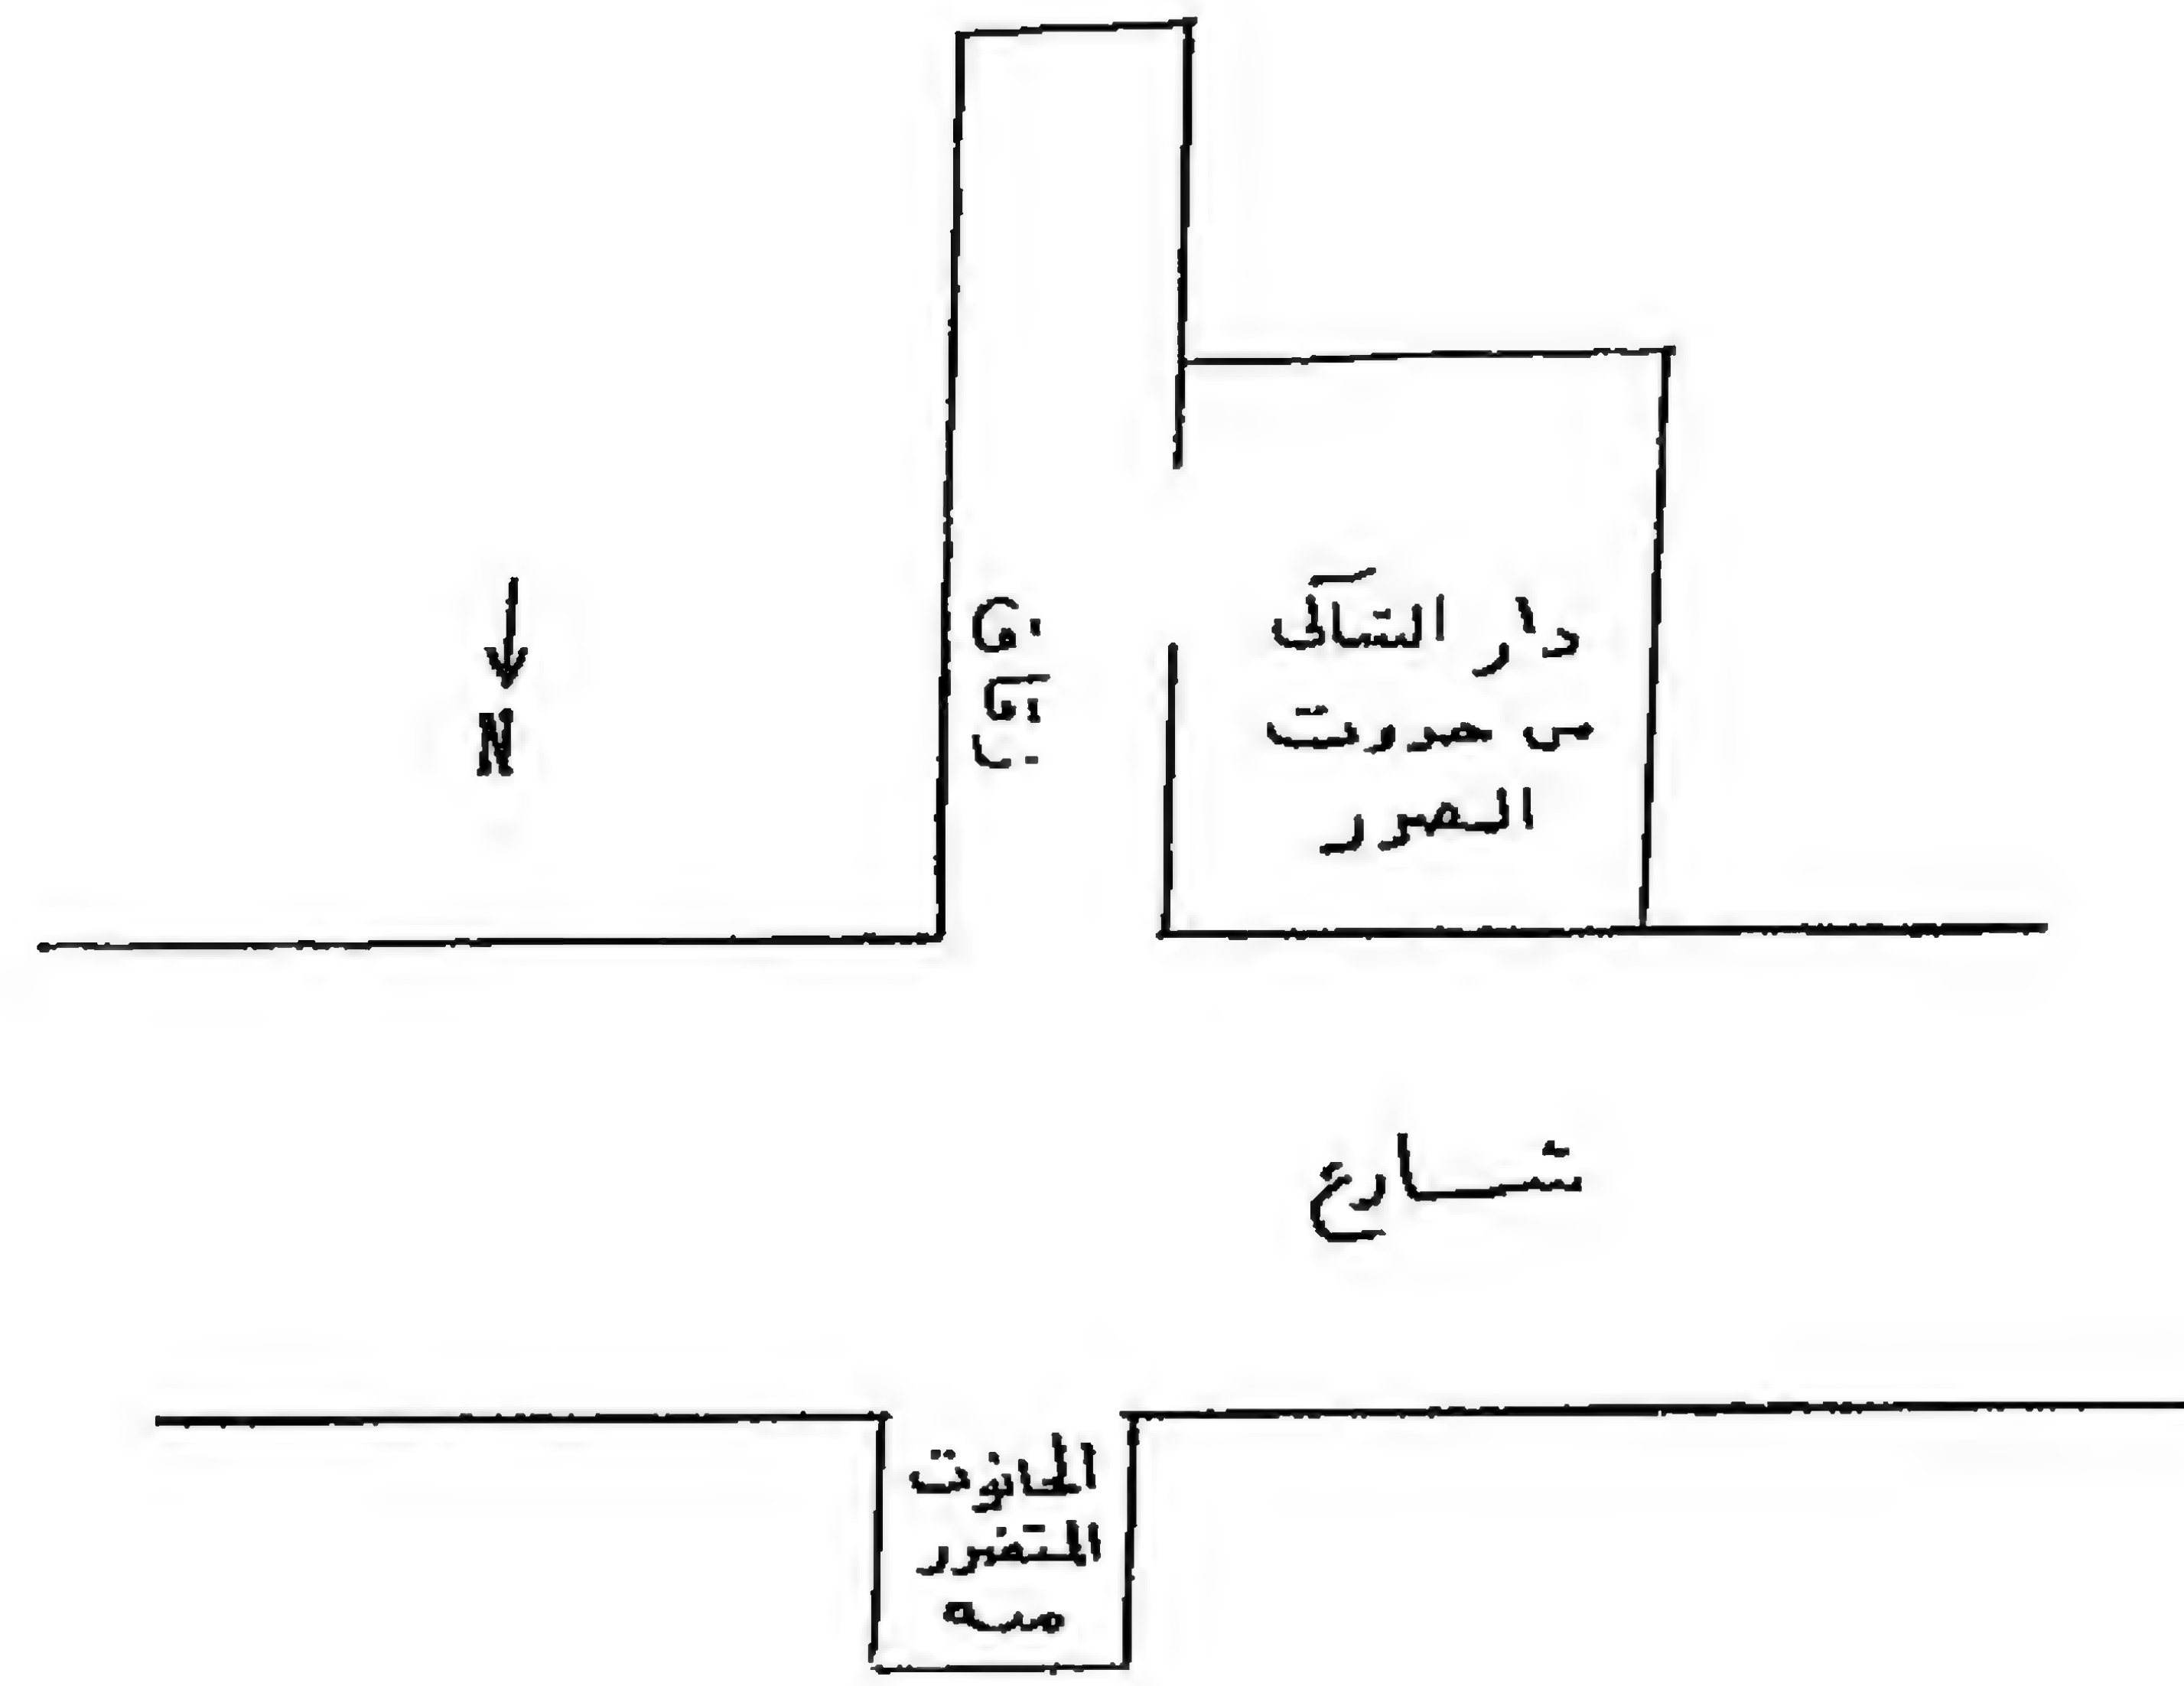 دار الشاكي
من حدوث
الضرر
N
شارع
الحانوت
المتضرر
منه